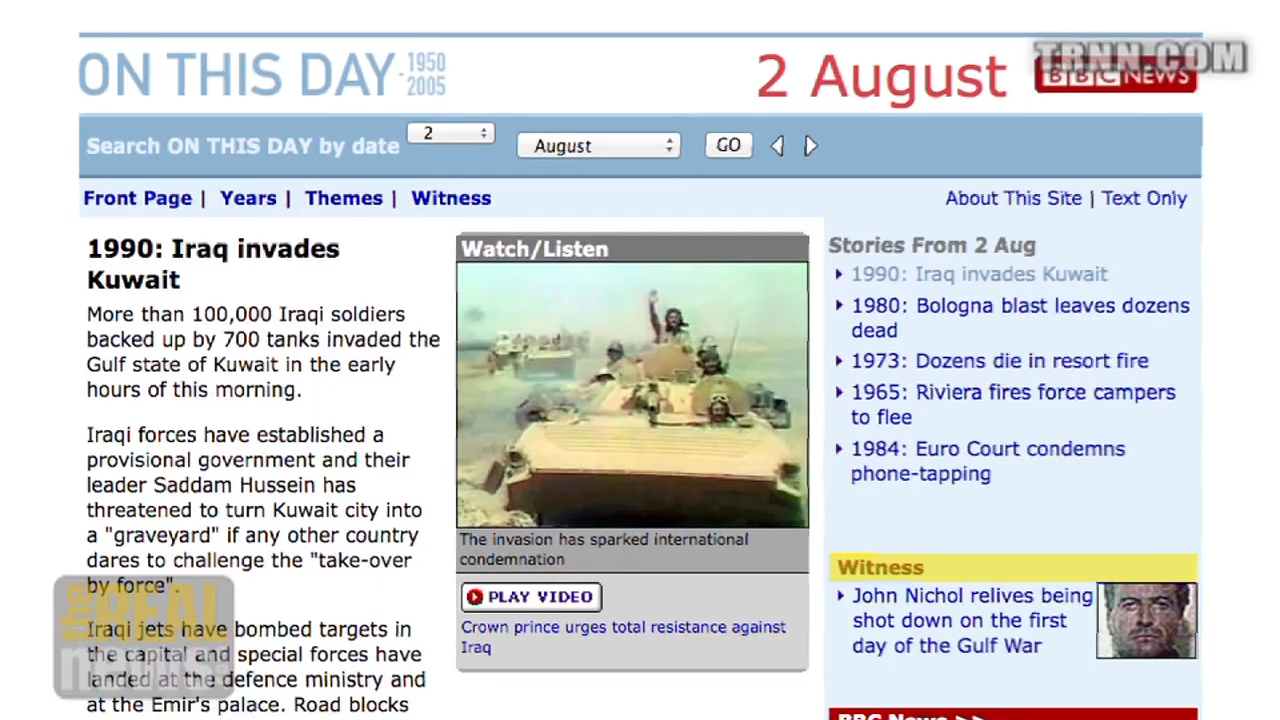 ON THIS DAY 1950
2005
2 August
TRNN.COM
BBC NEWS
Search ON THIS DAY by date
2
August
GO
Front Page | Years | Themes | Witness
About This Site | Text Only
1990: Iraq invades
Kuwait
More than 100,000 Iraqi soldiers
backed up by 700 tanks invaded the
Gulf state of Kuwait in the early
hours of this morning.
Iraqi forces have established a
provisional government and their
leader Saddam Hussein has
threatened to turn Kuwait city into
a "graveyard" if any other country
dares to challenge the "take-over
by force".
Iraqi jets have bombed targets in
the capital and special forces have
landed at the defence ministry and
at the Emir's palace. Road blocks
the REAL
news
Watch/Listen
The invasion has sparked international
condemnation
PLAY VIDEO
Crown prince urges total resistance against
Iraq
Stories From 2 Aug
1990: Iraq invades Kuwait
1980: Bologna blast leaves dozens
dead
1973: Dozens die in resort fire
1965: Riviera fires force campers
to flee
1984: Euro Court condemns
phone-tapping
Witness
John Nichol relives being
shot down on the first
day of the Gulf War
BBC News >>